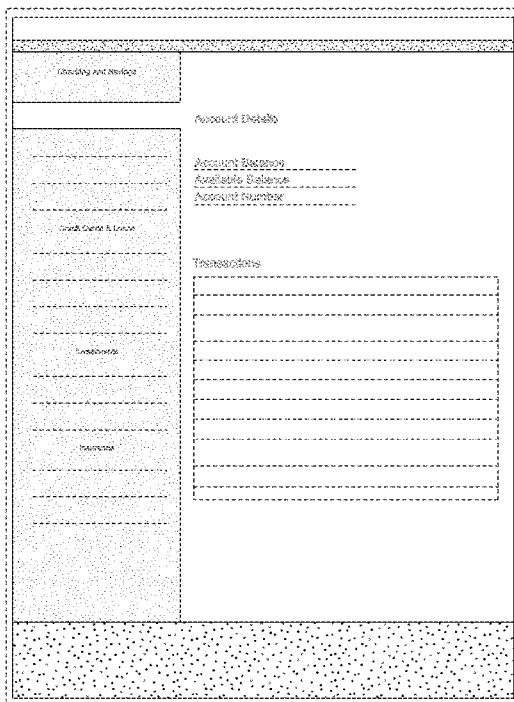 Checking and Savings
Account Details
Account Balance
Available Balance
Account Number
Credit Cards & Loans
Transactions
Investments
Insurance